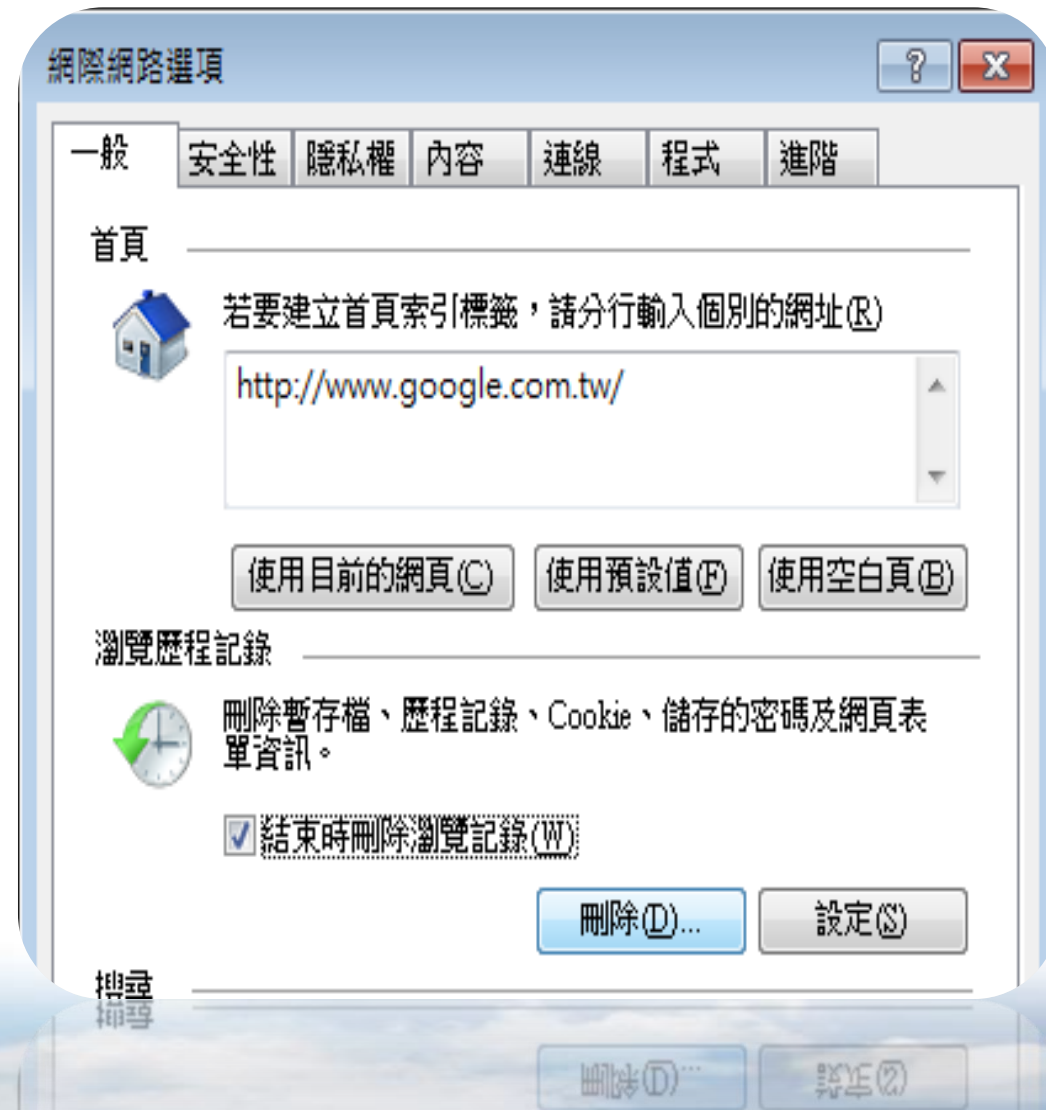 網際網路選項
一般 安全性 隱私權 內容 連線 程式 進階
首頁
若要建立首頁索引標籤，請分行輸入個別的網址(R)
http://www.google.com.tw/
使用目前的網頁(C) 使用預設值(F) 使用空白頁(B)
瀏覽歷程記錄
刪除暫存檔、歷程記錄、Cookie、儲存的密碼及網頁表
單資訊。
結束時刪除瀏覽記錄(W)
刪除(D)... 設定(S)
搜尋